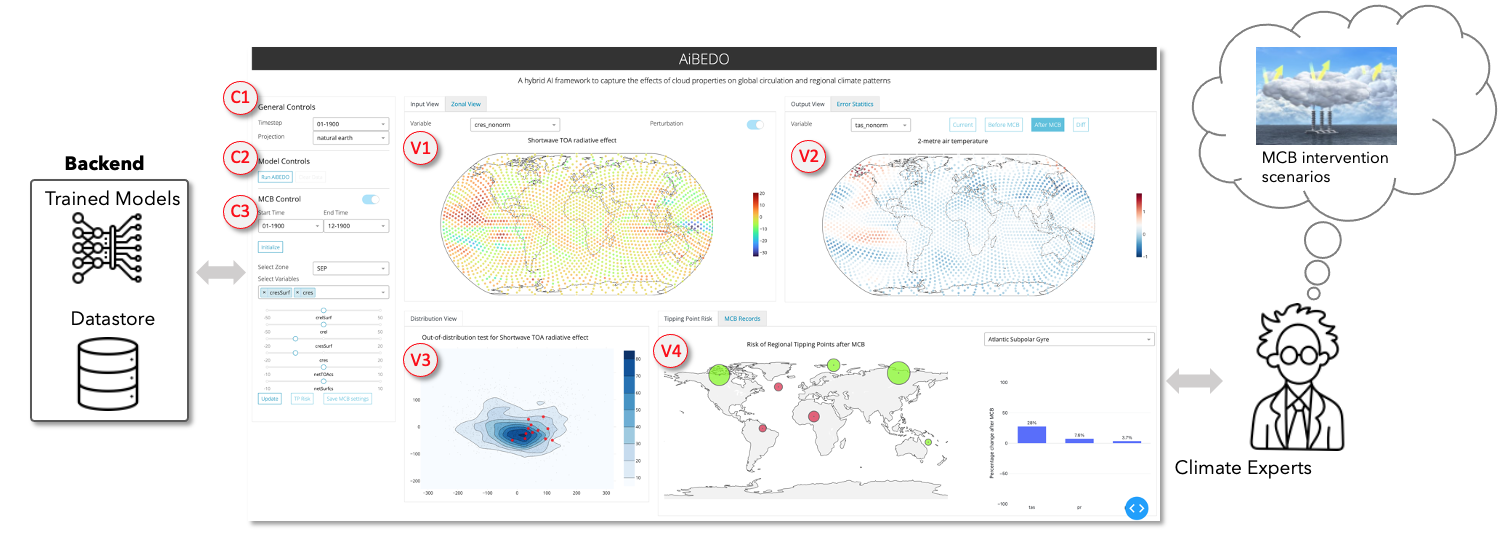 AiBEDO
A hybrid AI framework to capture the effects of cloud properties on global circulation and regional climate patterns
Backend
Trained Models
Datastore
C1
General Controls
Timestep 01-1900
Projection natural earth
C2
Model Controls
Run AiBEDO
MCB Control
C3
Start Time End Time
01-1900 12-1900
Initialize
Select Zone SEP
Select Variables
× cresSurf × cres
-50 50
crelSurf
50
crel
-20 20
cresSurf
-20 20
cres
-10 10
netTOAcs
-10 10
netSurfcs
Update TP Risk Save MCB settings
Input View Zonal View
Variable cres_nonorm Perturbation
V1
Shortwave TOA radiative effect
20
10
0
−10
−20
−30
Output View Error Statitics
Variable tas_nonorm Current Before MCB After MCB Diff
V2
2-metre air temperature
1
0
−1
Distribution View
Out-of-distribution test for Shortwave TOA radiative effect
V3
100
0
−100
−200
−300 −200 −100 0 100 200 300
80
70
60
50
40
30
20
10
Tipping Point Risk MCB Records
V4
Risk of Regional Tipping Points after MCB
Atlantic Subpolar Gyre
Percentage change after MCB
100
50
0
−50
−100
28%
7.8%
3.7%
tas pr
MCB intervention
scenarios
Climate Experts